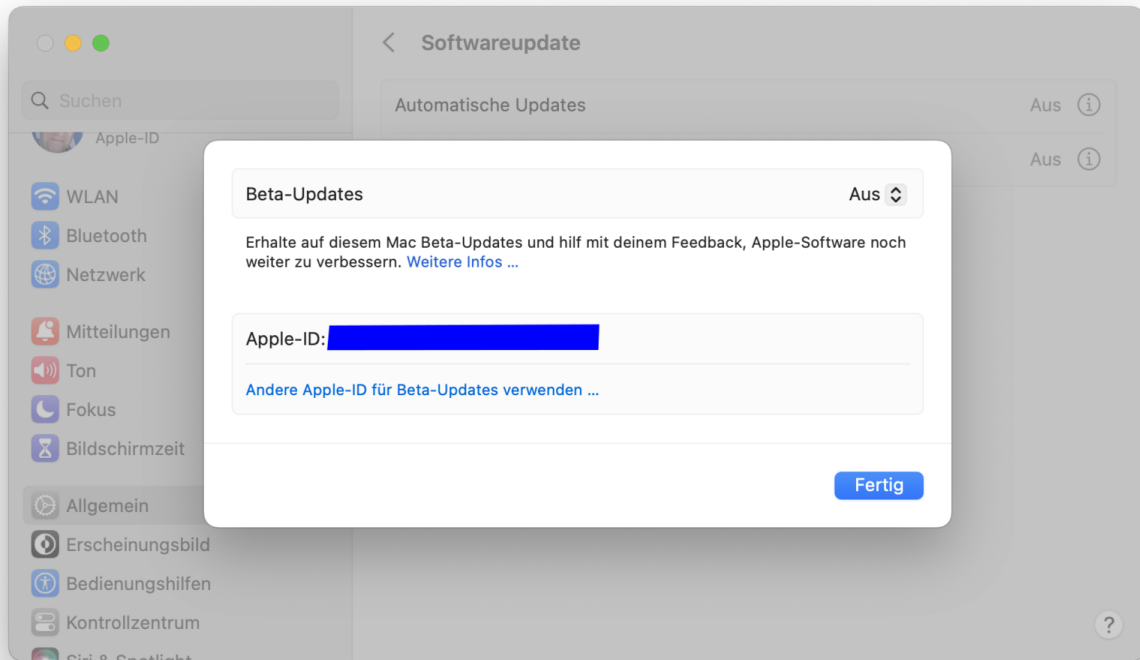 Softwareupdate
Suchen
Apple-ID
WLAN
Bluetooth
Netzwerk
Mitteilungen
Ton
Fokus
Bildschirmzeit
Allgemein
Erscheinungsbild
Bedienungshilfen
Kontrollzentrum
Siri & Spotlight
Automatische Updates Aus
Aus
Beta-Updates Aus
Erhalte auf diesem Mac Beta-Updates und hilf mit deinem Feedback, Apple-Software noch
weiter zu verbessern. Weitere Infos ...
Apple-ID:
Andere Apple-ID für Beta-Updates verwenden ...
Fertig
?